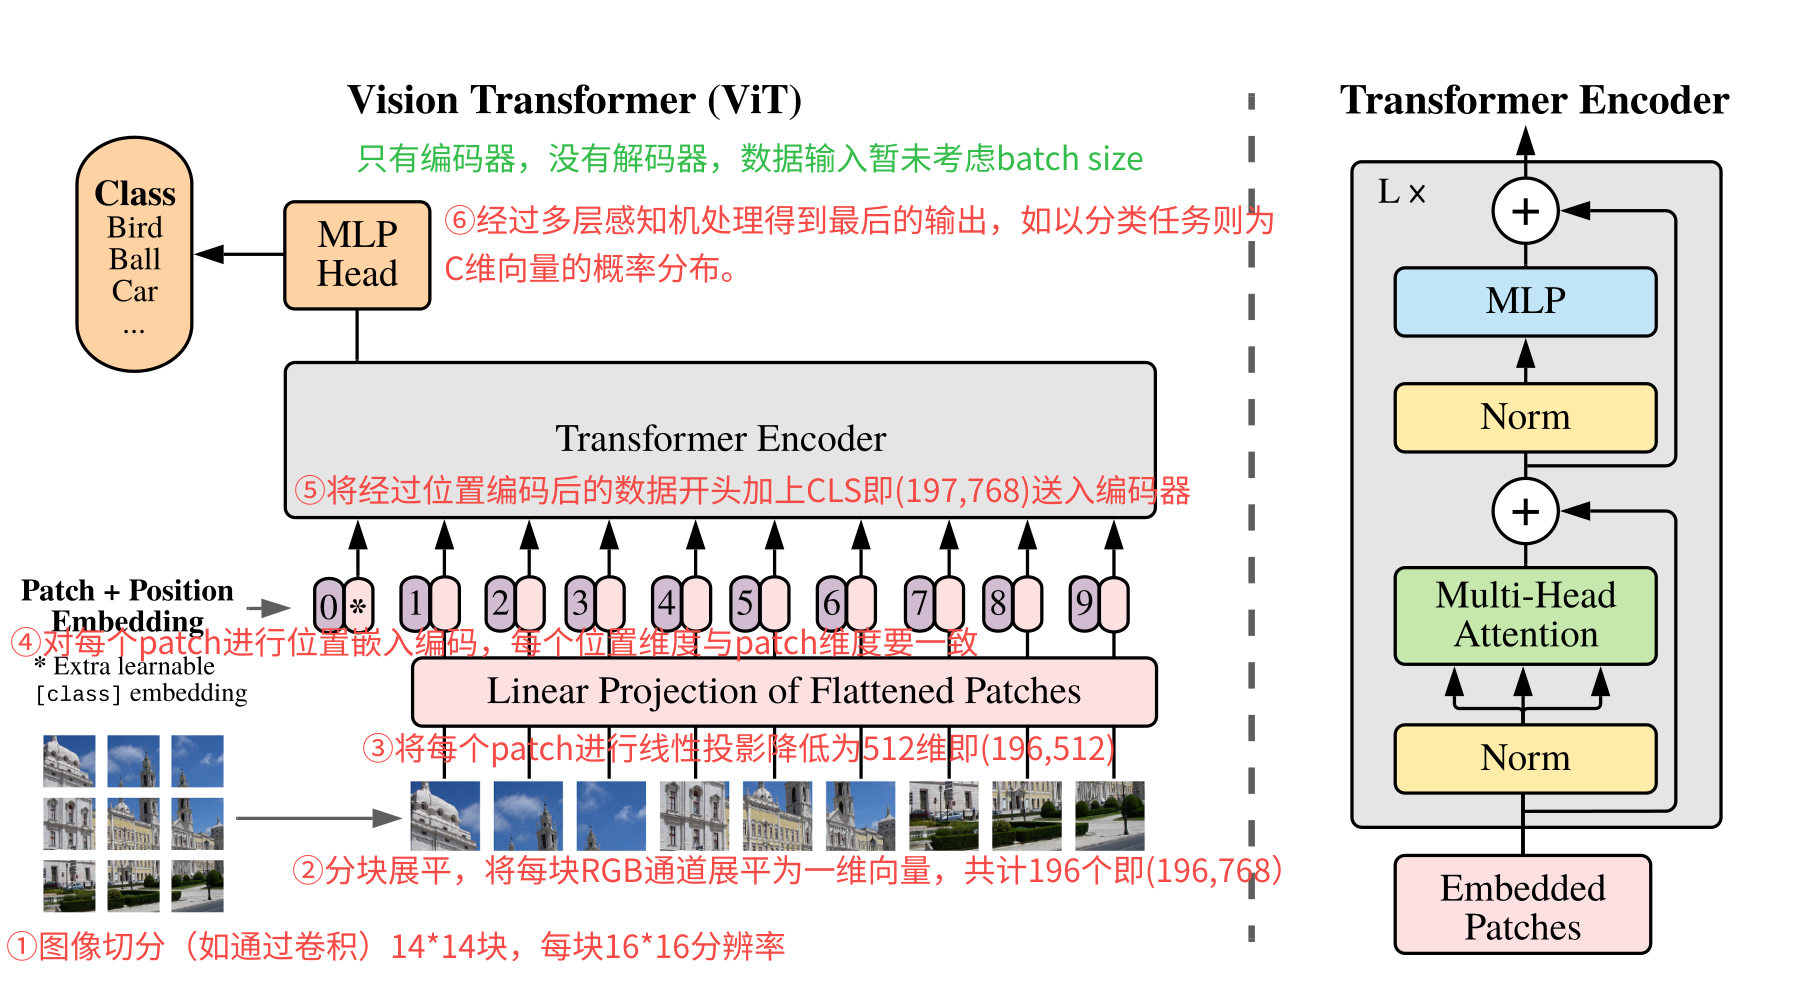 Vision Transformer (ViT)
只有编码器，没有解码器，数据输入暂未考虑batch size
Class
Bird
Ball
Car
...
MLP
Head
⑥经过多层感知机处理得到最后的输出，如以分类任务则为
C维向量的概率分布。
Transformer Encoder
⑤将经过位置编码后的数据开头加上CLS即(197,768)送入编码器
Patch + Position
Embedding
0 * 1 2 3 4 5 6 7 8 9
④对每个patch进行位置嵌入编码，每个位置维度与patch维度要一致
* Extra learnable
[class] embedding
Linear Projection of Flattened Patches
③将每个patch进行线性投影降低为512维即(196,512)
②分块展平，将每块RGB通道展平为一维向量，共计196个即(196,768）
①图像切分（如通过卷积）14*14块，每块16*16分辨率
Transformer Encoder
L ×
+
MLP
Norm
+
Multi-Head
Attention
Norm
Embedded
Patches